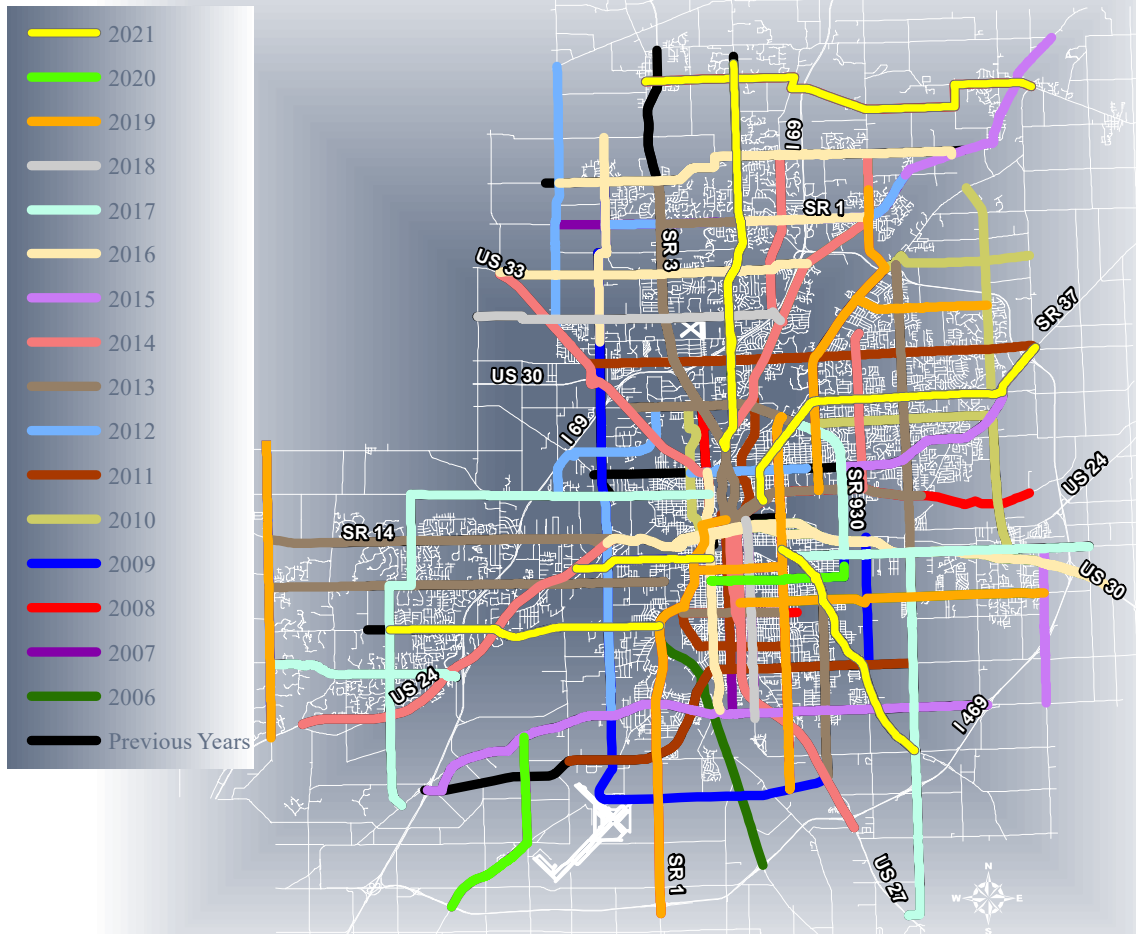 2021
2020
2019
2018
2017
2016
2015
2014
2013
2012
2011
2010
2009
2008
2007
2006
Previous Years
I 69
SR 1
SR 3
US 33
SR 37
US 30
I 69
US 24
SR 930
SR 14
US 30
US 24
I 469
SR 1
US 27
N
W
E
S